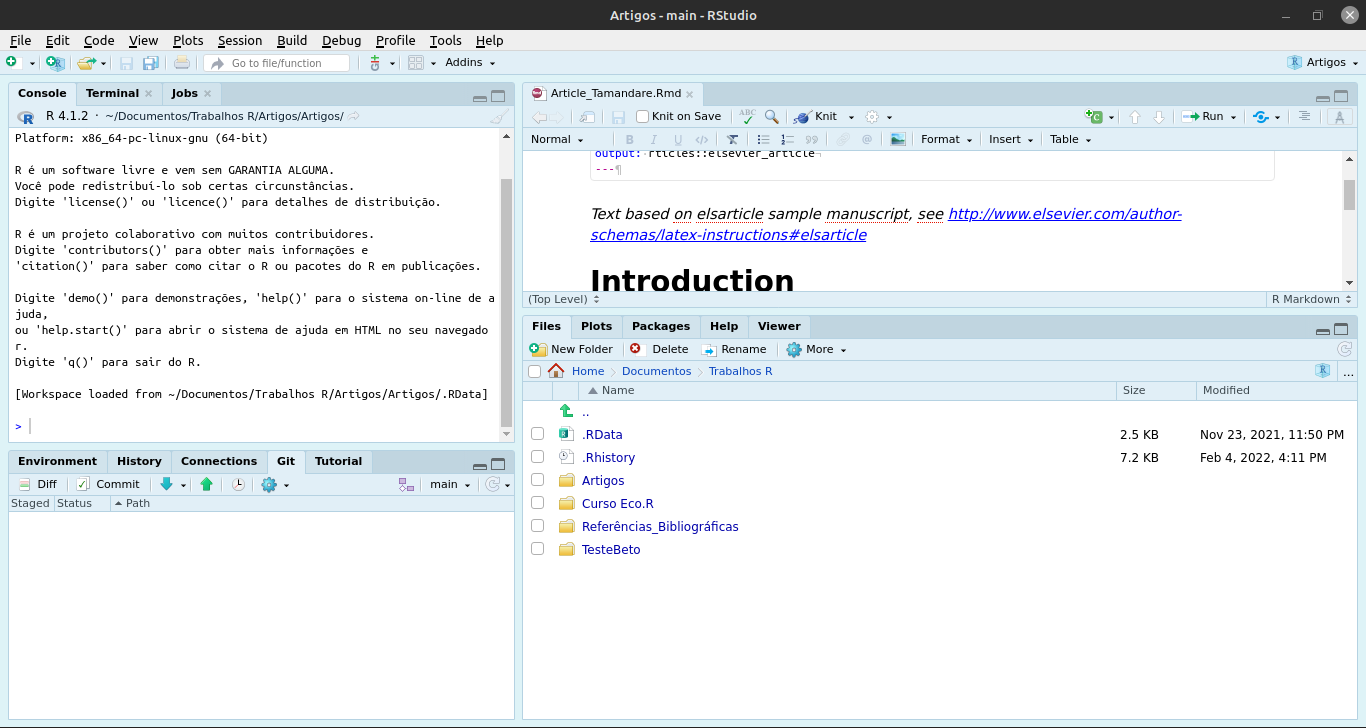 Artigos - main - RStudio
File Edit Code View Plots Session Build Debug Profile Tools Help
Go to file/function Addins Artigos
Console Terminal Jobs
R 4.1.2 · ~/Documentos/Trabalhos R/Artigos/Artigos/
Platform: x86_64-pc-linux-gnu (64-bit)
R é um software livre e vem sem GARANTIA ALGUMA.
Você pode redistribui-lo sob certas circunstâncias.
Digite 'license()' ou 'licence()' para detalhes de distribuição.
R é um projeto colaborativo com muitos contribuidores.
Digite 'contributors()' para obter mais informações e
'citation()' para saber como citar o R ou pacotes do R em publicações.
Digite 'demo()' para demonstrações, 'help()' para o sistema on-line de a
juda,
ou 'help.start()' para abrir o sistema de ajuda em HTML no seu navegado
r.
Digite 'q()' para sair do R.
[Workspace loaded from ~/Documentos/Trabalhos R/Artigos/Artigos/.RData]
>
Environment History Connections Git Tutorial
Diff Commit main
Staged Status Path
Article_Tamandare.Rmd
Knit on Save ABC Knit Run
Normal B I U Format Insert Table
output: rticles::elsevier_article¬
---¶
Text based on elsarticle sample manuscript, see http://www.elsevier.com/author-
schemas/latex-instructions#elsarticle
Introduction
(Top Level) R Markdown
Files Plots Packages Help Viewer
New Folder Delete Rename More
Home Documentos Trabalhos R ...
Name Size Modified
..
.RData 2.5 KB Nov 23, 2021, 11:50 PM
.Rhistory 7.2 KB Feb 4, 2022, 4:11 PM
Artigos
Curso Eco.R
Referências_Bibliográficas
TesteBeto